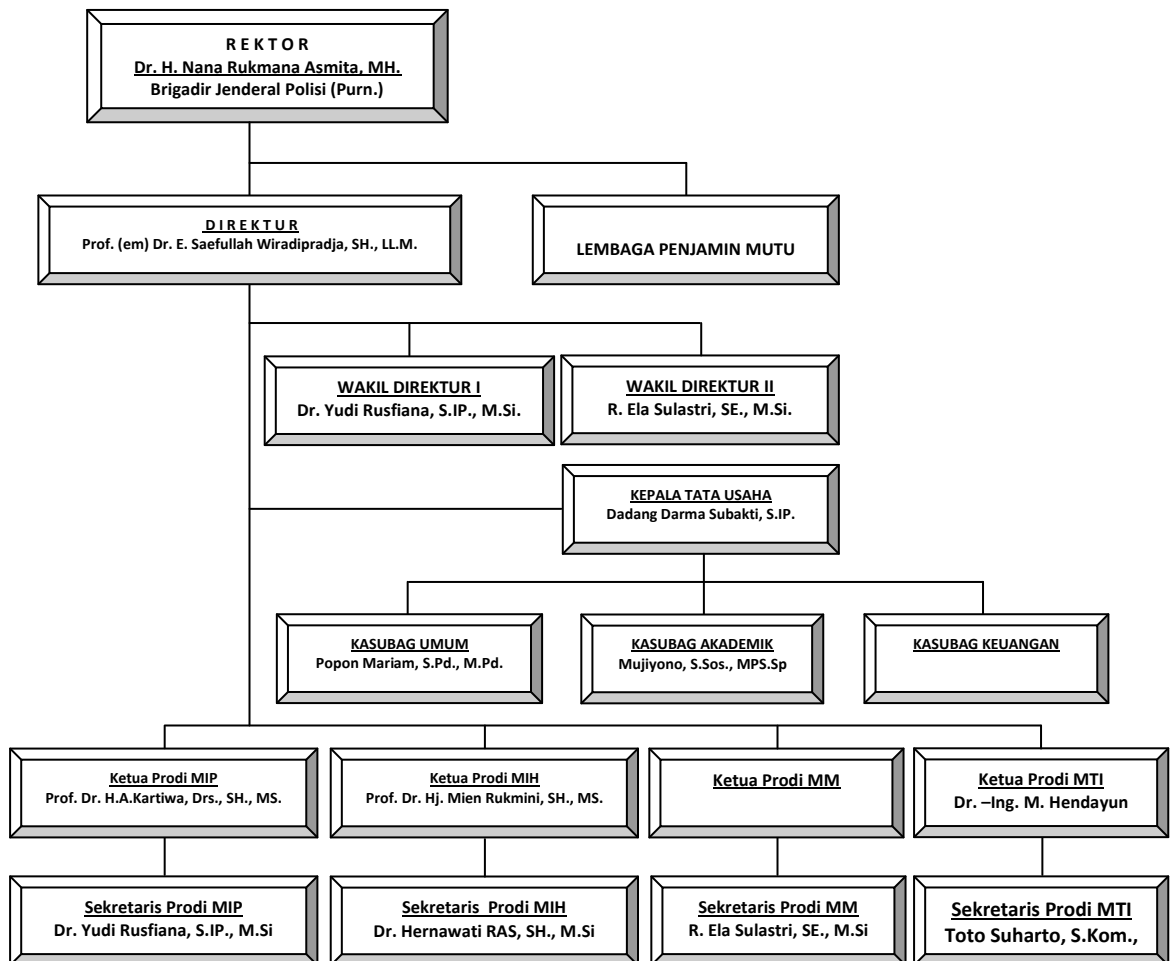 R E K T O R
Dr. H. Nana Rukmana Asmita, MH.
Brigadir Jenderal Polisi (Purn.)
D I R E K T U R
Prof. (em) Dr. E. Saefullah Wiradipradja, SH., LL.M.
LEMBAGA PENJAMIN MUTU
WAKIL DIREKTUR I
Dr. Yudi Rusfiana, S.IP., M.Si.
WAKIL DIREKTUR II
R. Ela Sulastri, SE., M.Si.
KEPALA TATA USAHA
Dadang Darma Subakti, S.IP.
KASUBAG UMUM
Popon Mariam, S.Pd., M.Pd.
KASUBAG AKADEMIK
Mujiyono, S.Sos., MPS.Sp
KASUBAG KEUANGAN
Ketua Prodi MIP
Prof. Dr. H.A.Kartiwa, Drs., SH., MS.
Ketua Prodi MIH
Prof. Dr. Hj. Mien Rukmini, SH., MS.
Ketua Prodi MM
Ketua Prodi MTI
Dr. –Ing. M. Hendayun
Sekretaris Prodi MIP
Dr. Yudi Rusfiana, S.IP., M.Si
Sekretaris  Prodi MIH
Dr. Hernawati RAS, SH., M.Si
Sekretaris Prodi MM
R. Ela Sulastri, SE., M.Si
Sekretaris Prodi MTI
Toto Suharto, S.Kom.,